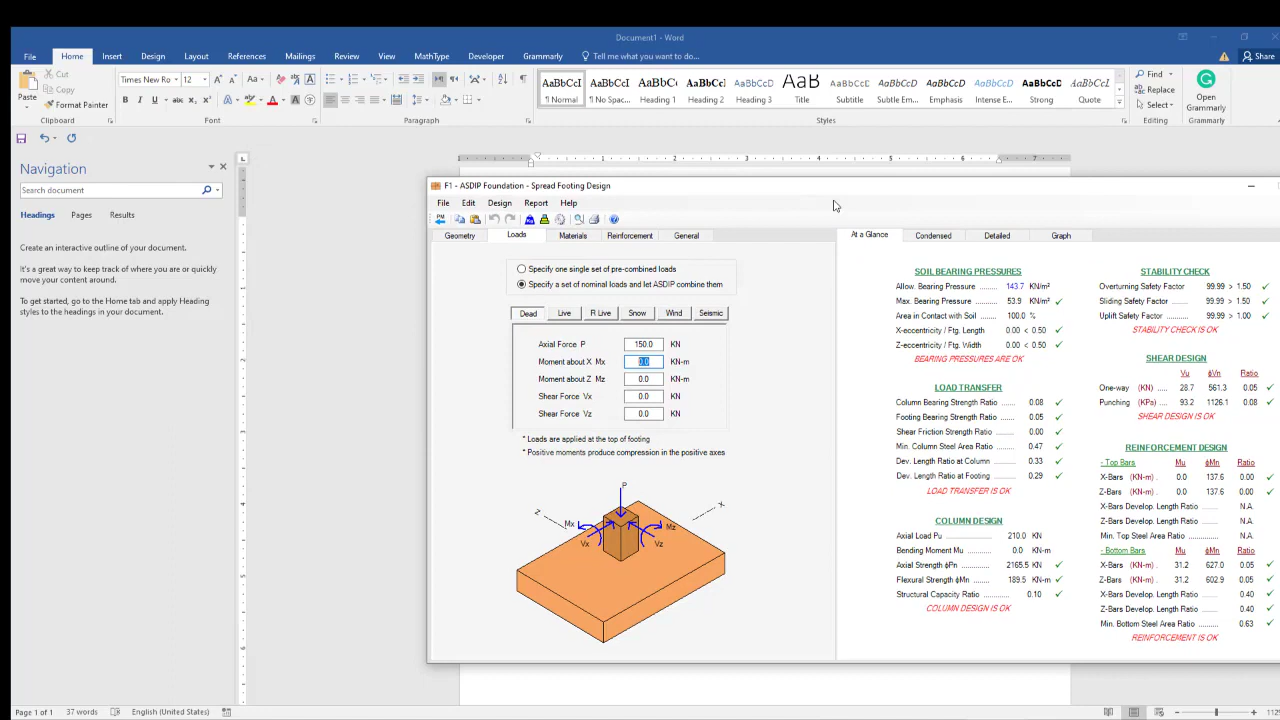 Document1 - Word
File Home Insert Design Layout References Mailings Review View MathType Developer Grammarly Tell me what you want to do... Share
Paste
Cut
Copy
Format Painter
Clipboard
Times New Ro 12
Font
Paragraph
AaBbCcI AaBbCcI AaBbC AaBbCcI AaBbCcI AaB AaBbCcI AaBbCcD AaBbCcI AaBbCcI AaBbCcI AaBbCcI
¶ Normal ¶ No Spac... Heading 1 Heading 2 Heading 3 Title Subtitle Subtle Em... Emphasis Intense E... Strong Quote
Styles
Find
Replace
Select
Editing
Open
Grammarly
Grammarly
Navigation
Search document
Headings Pages Results
Create an interactive outline of your document.
It's a great way to keep track of where you are or quickly
move your content around.
To get started, go to the Home tab and apply Heading
styles to the headings in your document.
F1 - ASDIP Foundation - Spread Footing Design
File Edit Design Report Help
Geometry Loads Materials Reinforcement General
Specify one single set of pre-combined loads
Specify a set of nominal loads and let ASDIP combine them
Dead Live R Live Snow Wind Seismic
Axial Force P 150.0 KN
Moment about X Mx 0.0 KN-m
Moment about Z Mz 0.0 KN-m
Shear Force Vx 0.0 KN
Shear Force Vz 0.0 KN
* Loads are applied at the top of footing
* Positive moments produce compression in the positive axes
P
Z
X
Mx
Mz
Vx
Vz
At a Glance Condensed Detailed Graph
SOIL BEARING PRESSURES
Allow. Bearing Pressure .......... 143.7 KN/m²
Max. Bearing Pressure ........... 53.9 KN/m² ✓
Area in Contact with Soil ........ 100.0 %
X-eccentricity / Ftg. Length 0.00 < 0.50 ✓
Z-eccentricity / Ftg. Width 0.00 < 0.50 ✓
BEARING PRESSURES ARE OK
LOAD TRANSFER
Column Bearing Strength Ratio ...... 0.08 ✓
Footing Bearing Strength Ratio ...... 0.05 ✓
Shear Friction Strength Ratio ........ 0.00 ✓
Min. Column Steel Area Ratio ........ 0.47 ✓
Dev. Length Ratio at Column ........ 0.33 ✓
Dev. Length Ratio at Footing ........ 0.29 ✓
LOAD TRANSFER IS OK
COLUMN DESIGN
Axial Load Pu ................ 210.0 KN
Bending Moment Mu ........ 0.0 KN-m
Axial Strength ϕPn .......... 2165.5 KN ✓
Flexural Strength ϕMn ...... 189.5 KN-m ✓
Structural Capacity Ratio ............ 0.10 ✓
COLUMN DESIGN IS OK
STABILITY CHECK
Overturning Safety Factor ....... 99.99 > 1.50 ✓
Sliding Safety Factor ............. 99.99 > 1.50 ✓
Uplift Safety Factor ............... 99.99 > 1.00 ✓
STABILITY CHECK IS OK
SHEAR DESIGN
Vu ϕVn Ratio
One-way (KN) ..... 28.7 561.3 0.05 ✓
Punching (KPa) ..... 93.2 1126.1 0.08 ✓
SHEAR DESIGN IS OK
REINFORCEMENT DESIGN
- Top Bars Mu ϕMn Ratio
X-Bars (KN-m) . 0.0 137.6 0.00 ✓
Z-Bars (KN-m) . 0.0 137.6 0.00 ✓
X-Bars Develop. Length Ratio ...... N.A.
Z-Bars Develop. Length Ratio ...... N.A.
Min. Top Steel Area Ratio ........... N.A.
- Bottom Bars Mu ϕMn Ratio
X-Bars (KN-m) . 31.2 627.0 0.05 ✓
Z-Bars (KN-m) . 31.2 602.9 0.05 ✓
X-Bars Develop. Length Ratio ...... 0.40 ✓
Z-Bars Develop. Length Ratio ...... 0.40 ✓
Min. Bottom Steel Area Ratio ........ 0.63 ✓
REINFORCEMENT IS OK
Page 1 of 1 37 words English (United States) 112